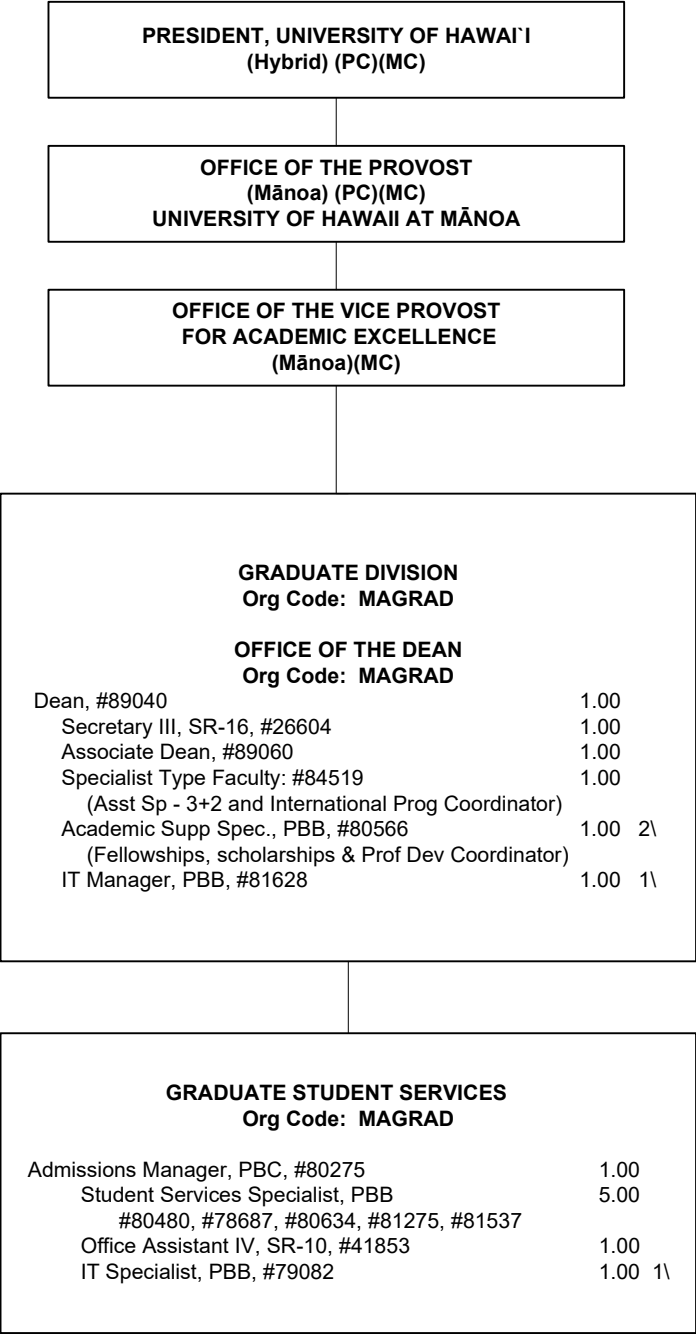 PRESIDENT, UNIVERSITY OF HAWAI`I
(Hybrid) (PC)(MC)
OFFICE OF THE PROVOST
(Mānoa) (PC)(MC)
UNIVERSITY OF HAWAII AT MĀNOA
OFFICE OF THE VICE PROVOST
FOR ACADEMIC EXCELLENCE
(Mānoa)(MC)
GRADUATE DIVISION
Org Code: MAGRAD
OFFICE OF THE DEAN
Org Code: MAGRAD
Dean, #89040 1.00
Secretary III, SR-16, #26604 1.00
Associate Dean, #89060 1.00
Specialist Type Faculty: #84519 1.00
(Asst Sp - 3+2 and International Prog Coordinator)
Academic Supp Spec., PBB, #80566 1.00 2\
(Fellowships, scholarships & Prof Dev Coordinator)
IT Manager, PBB, #81628 1.00 1\
GRADUATE STUDENT SERVICES
Org Code: MAGRAD
Admissions Manager, PBC, #80275 1.00
Student Services Specialist, PBB 5.00
#80480, #78687, #80634, #81275, #81537
Office Assistant IV, SR-10, #41853 1.00
IT Specialist, PBB, #79082 1.00 1\